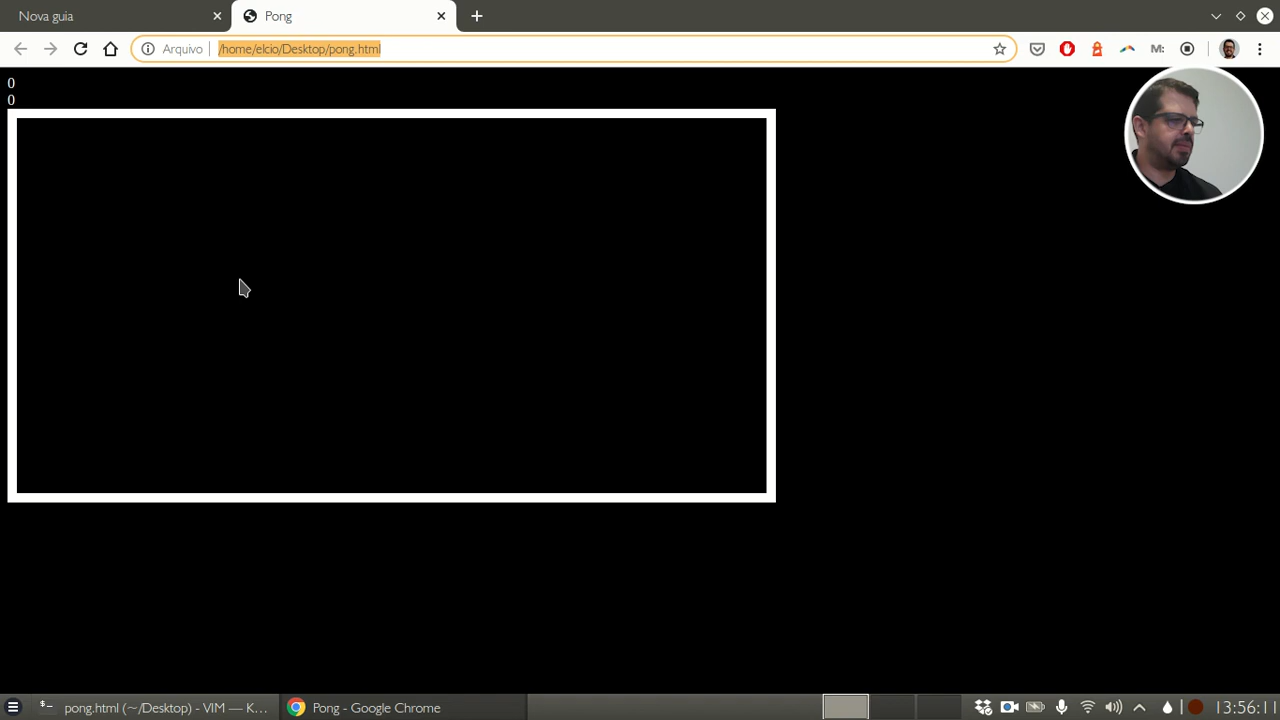 Nova guia
Pong
Arquivo
/home/elcio/Desktop/pong.html
M:
0
0
pong.html (~/Desktop) - VIM — K...
Pong - Google Chrome
13:56:11